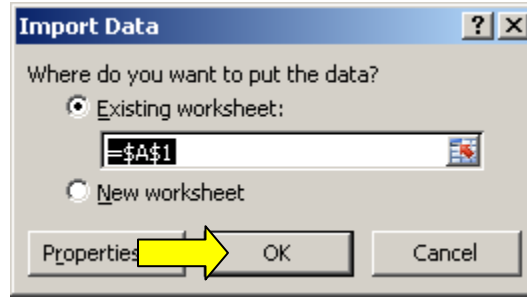 Import Data
Where do you want to put the data?
Existing worksheet:
=$A$1
New worksheet
Properties OK Cancel